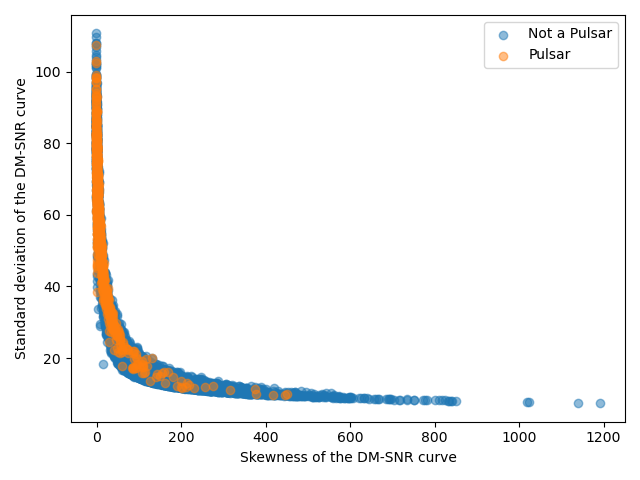 Not a Pulsar
Pulsar
100
80
60
40
20
0 200 400 600 800 1000 1200
Standard deviation of the DM-SNR curve
Skewness of the DM-SNR curve